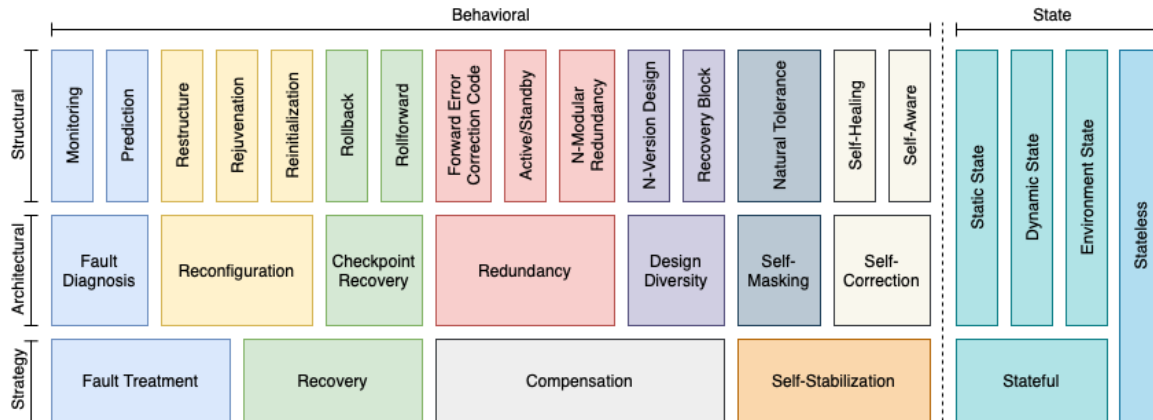 Behavioral
State
Structural
Monitoring
Prediction
Restructure
Rejuvenation
Reinitialization
Rollback
Rollforward
Forward Error
Correction Code
Active/Standby
N-Modular
Redundancy
N-Version Design
Recovery Block
Natural Tolerance
Self-Healing
Self-Aware
Static State
Dynamic State
Environment State
Stateless
Architectural
Fault
Diagnosis
Reconfiguration
Checkpoint
Recovery
Redundancy
Design
Diversity
Self-
Masking
Self-
Correction
Strategy
Fault Treatment
Recovery
Compensation
Self-Stabilization
Stateful